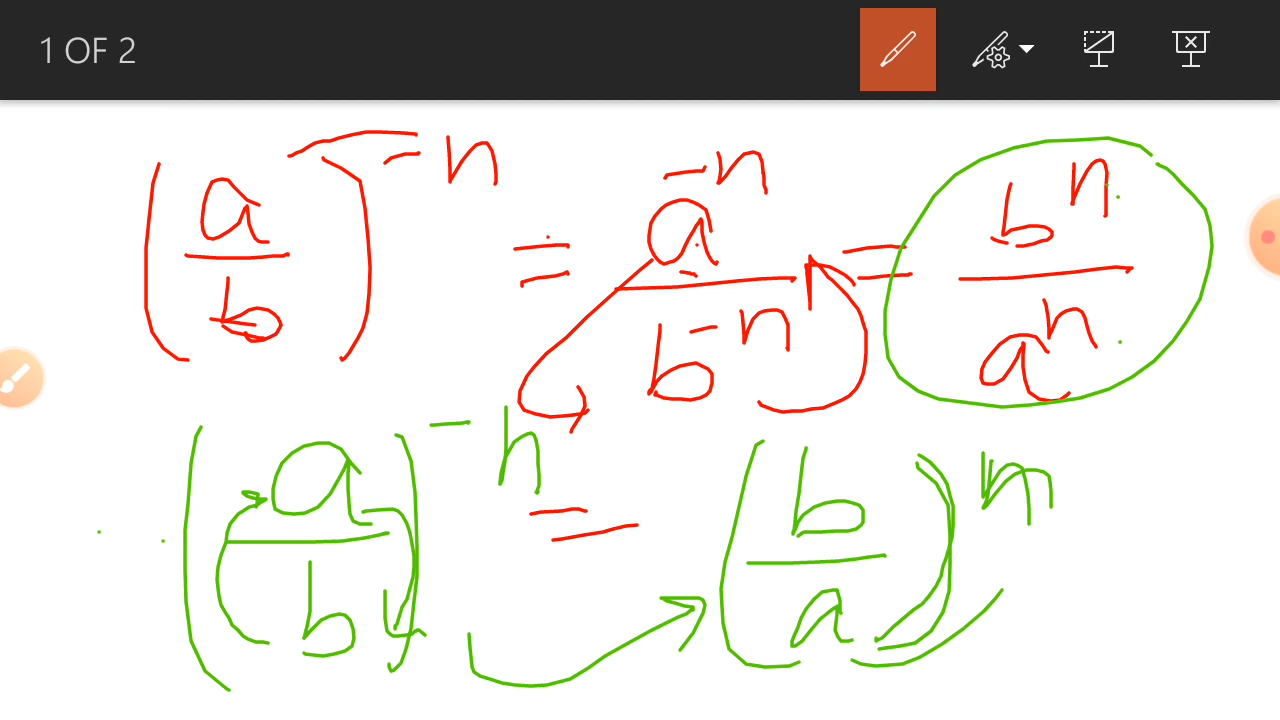 1 OF 2
(a/b)^-n = a^-n/b^-n = b^n/a^n
(a/b)^-n = (b/a)^n